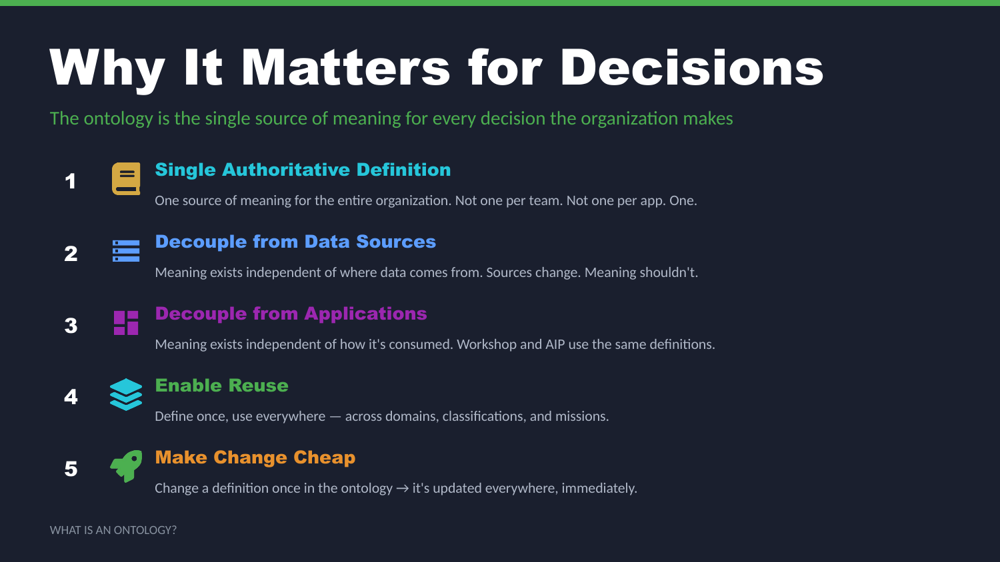 Why It Matters for Decisions
The ontology is the single source of meaning for every decision the organization makes
1
Single Authoritative Definition
One source of meaning for the entire organization. Not one per team. Not one per app. One.
2
Decouple from Data Sources
Meaning exists independent of where data comes from. Sources change. Meaning shouldn't.
3
Decouple from Applications
Meaning exists independent of how it's consumed. Workshop and AIP use the same definitions.
4
Enable Reuse
Define once, use everywhere — across domains, classifications, and missions.
5
Make Change Cheap
Change a definition once in the ontology → it's updated everywhere, immediately.
WHAT IS AN ONTOLOGY?